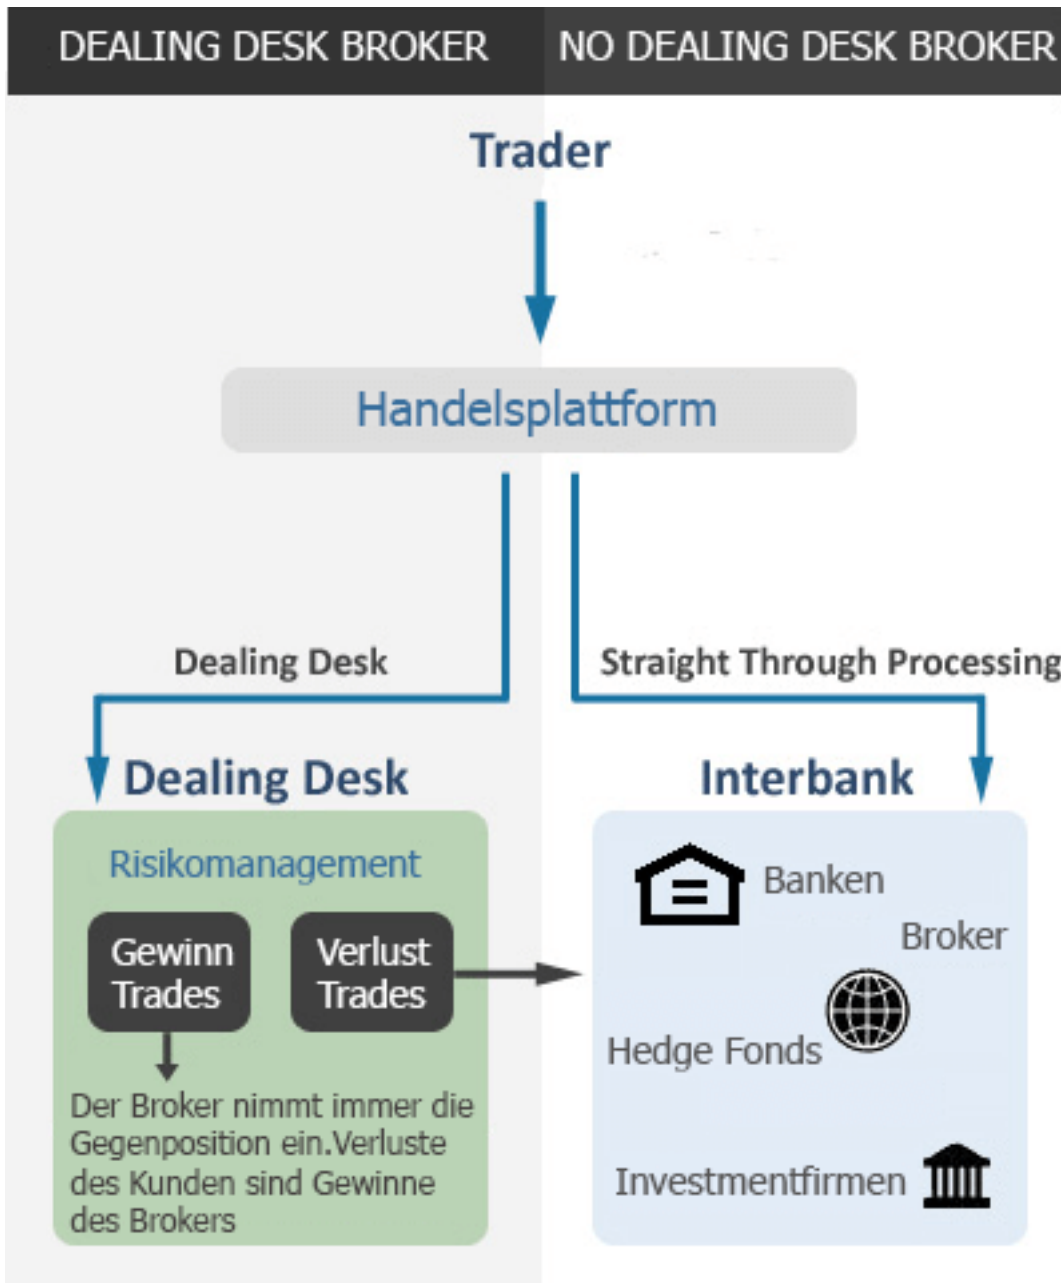 DEALING DESK BROKER
NO DEALING DESK BROKER
Trader
Handelsplattform
Dealing Desk
Straight Through Processing
Dealing Desk
Risikomanagement
Gewinn
Trades
Verlust
Trades
Der Broker nimmt immer die
Gegenposition ein.Verluste
des Kunden sind Gewinne
des Brokers
Interbank
Banken
Broker
Hedge Fonds
Investmentfirmen